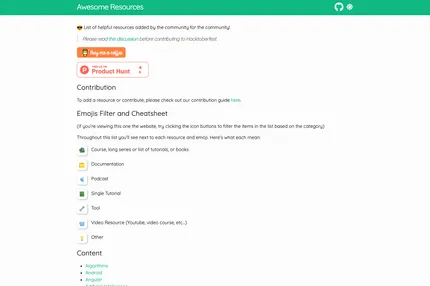 Awesome Resources
😎 List of helpful resources added by the community for the community!
Please read this discussion before contributing to Hacktoberfest.
Buy me a coffee
Product Hunt
Contribution
To add a resource or contribute, please check out our contribution guide here.
Emojis Filter and Cheatsheet
(If you're viewing this one the website, try clicking the icon buttons to filter the items in the list based on the category)
Throughout this list you'll see next to each resource and emoji. Here's what each mean:
Course, long series or list of tutorials, or books
Documentation
Podcast
Single Tutorial
Tool
Video Resource (Youtube, video course, etc...)
Other
Content
Algorithms
Android
Angular